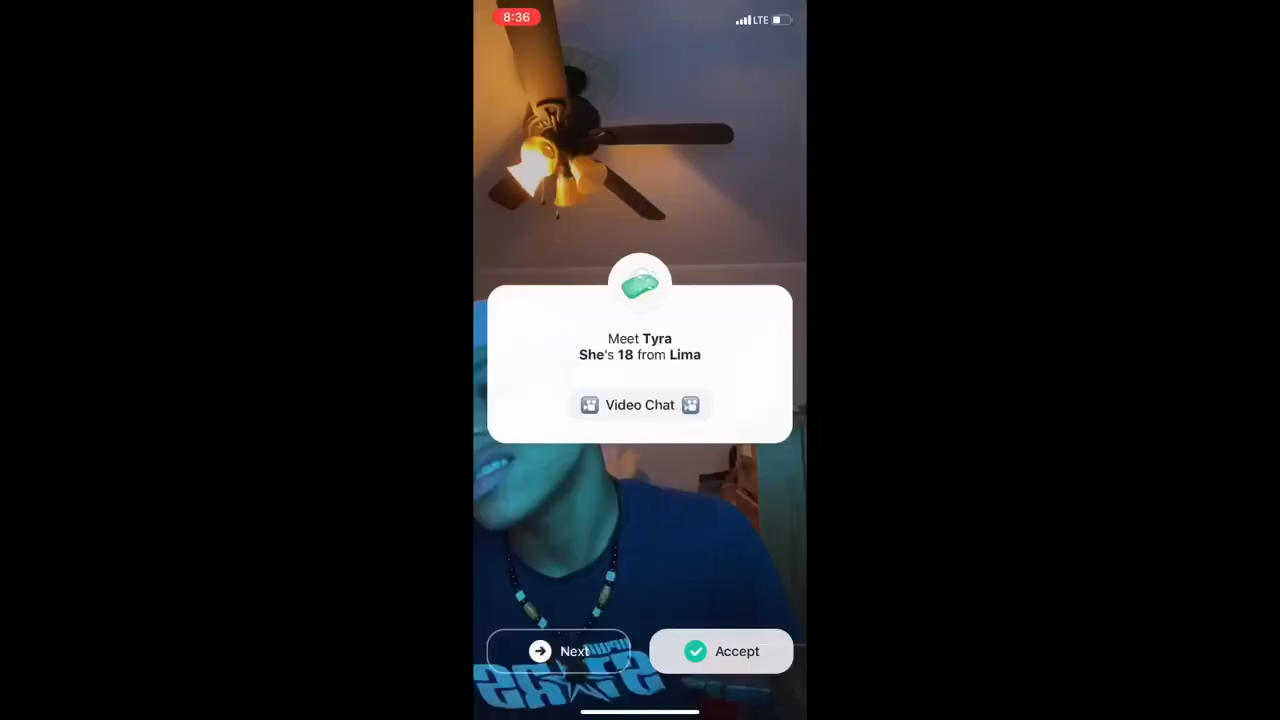 8:36
LTE
Meet Tyra
She's 18 from Lima
Video Chat
Next
Accept